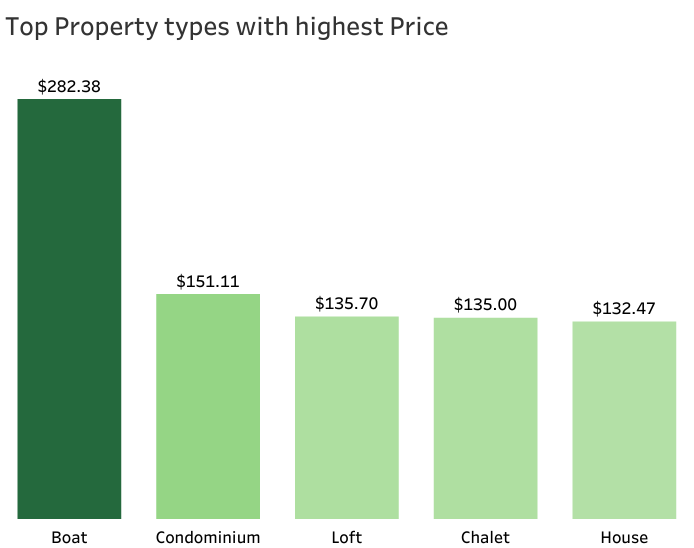 Top Property types with highest Price
$282.38
$151.11
$135.70
$135.00
$132.47
Boat
Condominium
Loft
Chalet
House